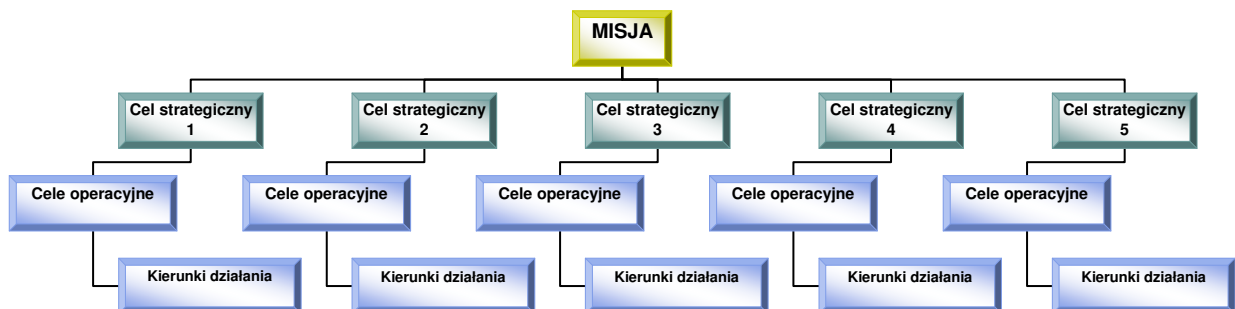 MISJA
Cel strategiczny
1
Cel strategiczny
2
Cel strategiczny
3
Cel strategiczny
4
Cel strategiczny
5
Cele operacyjne
Cele operacyjne
Cele operacyjne
Cele operacyjne
Cele operacyjne
Kierunki działania
Kierunki działania
Kierunki działania
Kierunki działania
Kierunki działania